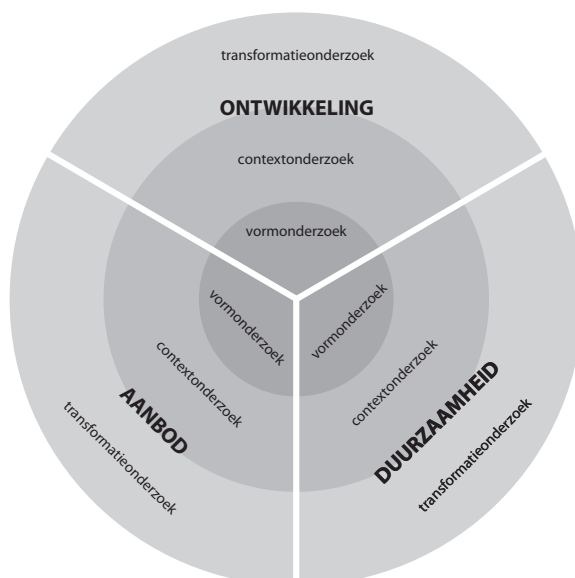 transformatieonderzoek
ONTWIKKELING
contextonderzoek
vormonderzoek
vormonderzoek
contextonderzoek
AANBOD
transformatieonderzoek
vormonderzoek
contextonderzoek
DUURZAAMHEID
transformatieonderzoek